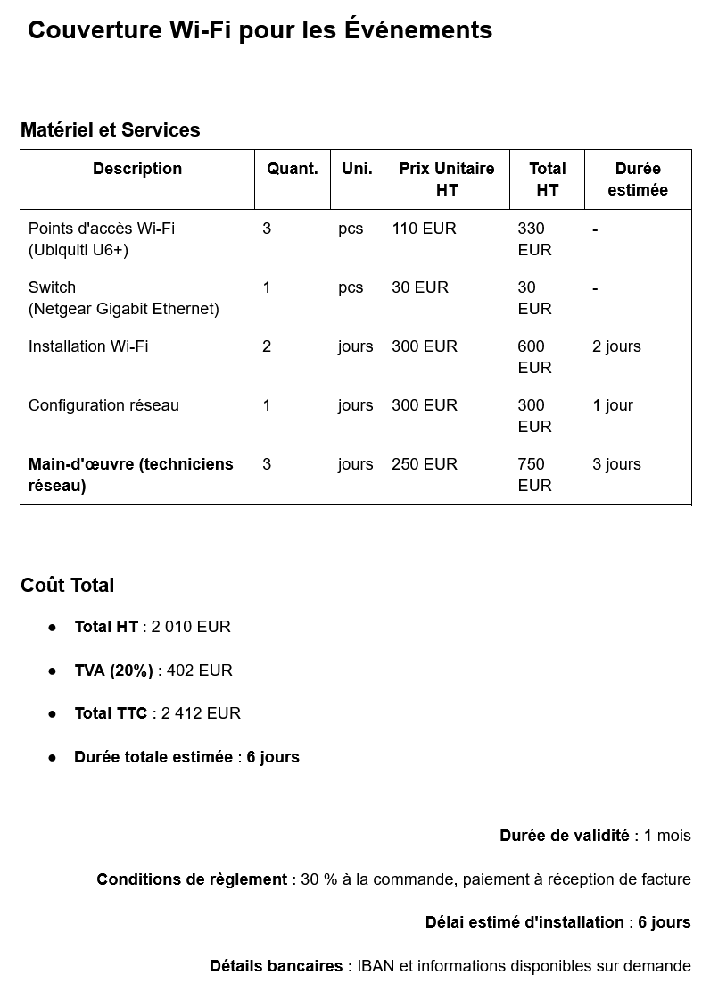 Couverture Wi-Fi pour les Événements
Matériel et Services
Description Quant. Uni. Prix Unitaire HT Total HT Durée estimée
Points d'accès Wi-Fi (Ubiquiti U6+) 3 pcs 110 EUR 330 EUR -
Switch (Netgear Gigabit Ethernet) 1 pcs 30 EUR 30 EUR -
Installation Wi-Fi 2 jours 300 EUR 600 EUR 2 jours
Configuration réseau 1 jours 300 EUR 300 EUR 1 jour
Main-d'œuvre (techniciens réseau) 3 jours 250 EUR 750 EUR 3 jours
Coût Total
● Total HT : 2 010 EUR
● TVA (20%) : 402 EUR
● Total TTC : 2 412 EUR
● Durée totale estimée : 6 jours
Durée de validité : 1 mois
Conditions de règlement : 30 % à la commande, paiement à réception de facture
Délai estimé d'installation : 6 jours
Détails bancaires : IBAN et informations disponibles sur demande